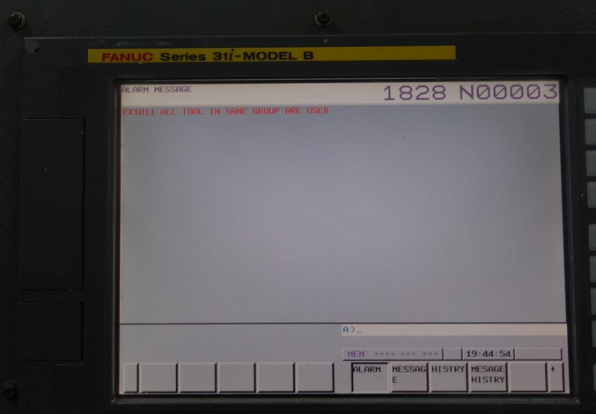 FANUC Series 31i-MODEL B
ALARM MESSAGE 1828 N00003
EX1011 ALL TOOL IN SAME GROUP ARE USED
A>_
MEM **** *** *** 19:44:54
ALARM MESSAG HISTRY MESAGE +
E HISTRY